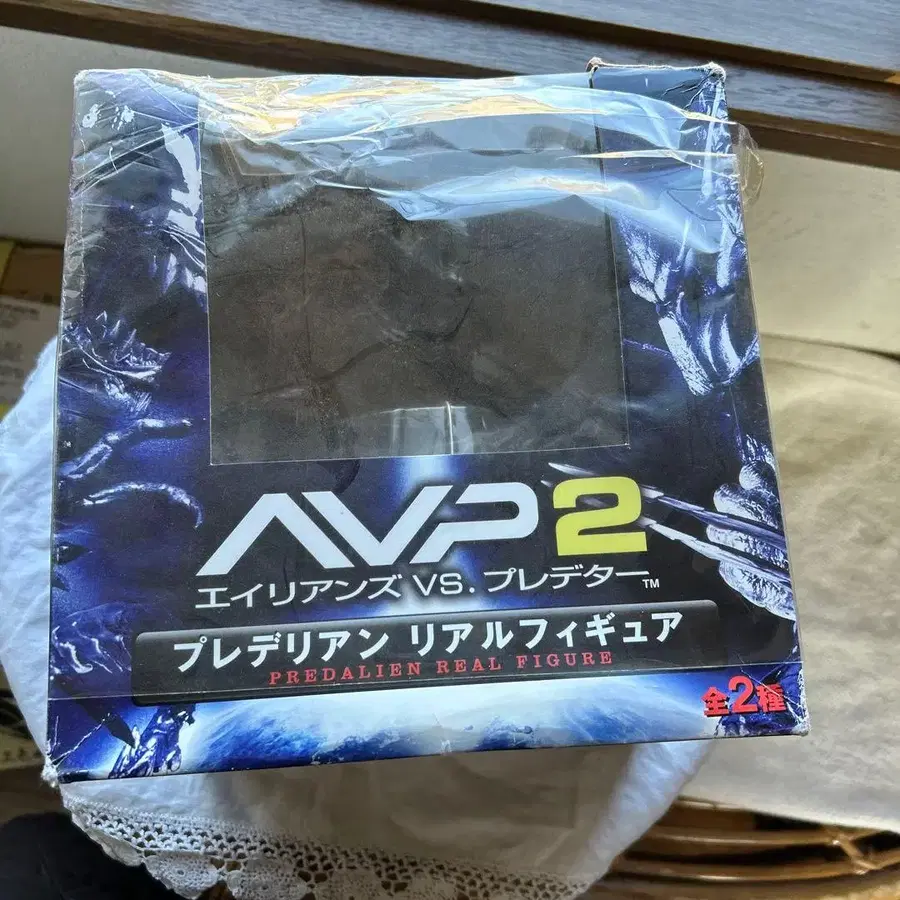 AVP2
エイリアンズ VS. プレデター™
プレデリアン リアルフィギュア
PREDALIEN REAL FIGURE
全2種